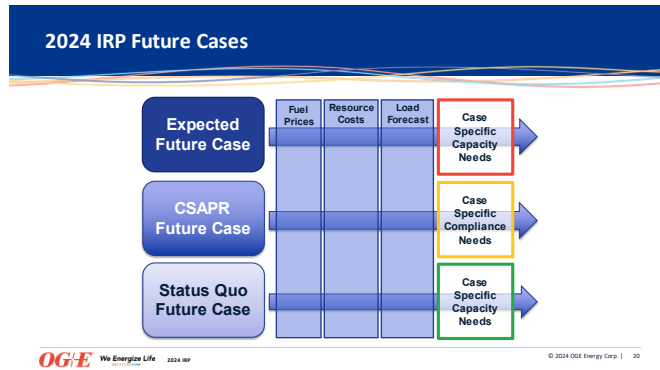 2024 IRP Future Cases
Fuel
Prices
Resource
Costs
Load
Forecast
Expected
Future Case
Case
Specific
Capacity
Needs
CSAPR
Future Case
Case
Specific
Compliance
Needs
Status Quo
Future Case
Case
Specific
Capacity
Needs
OG+E We Energize Life 2024 IRP
© 2024 OGE Energy Corp. | 20